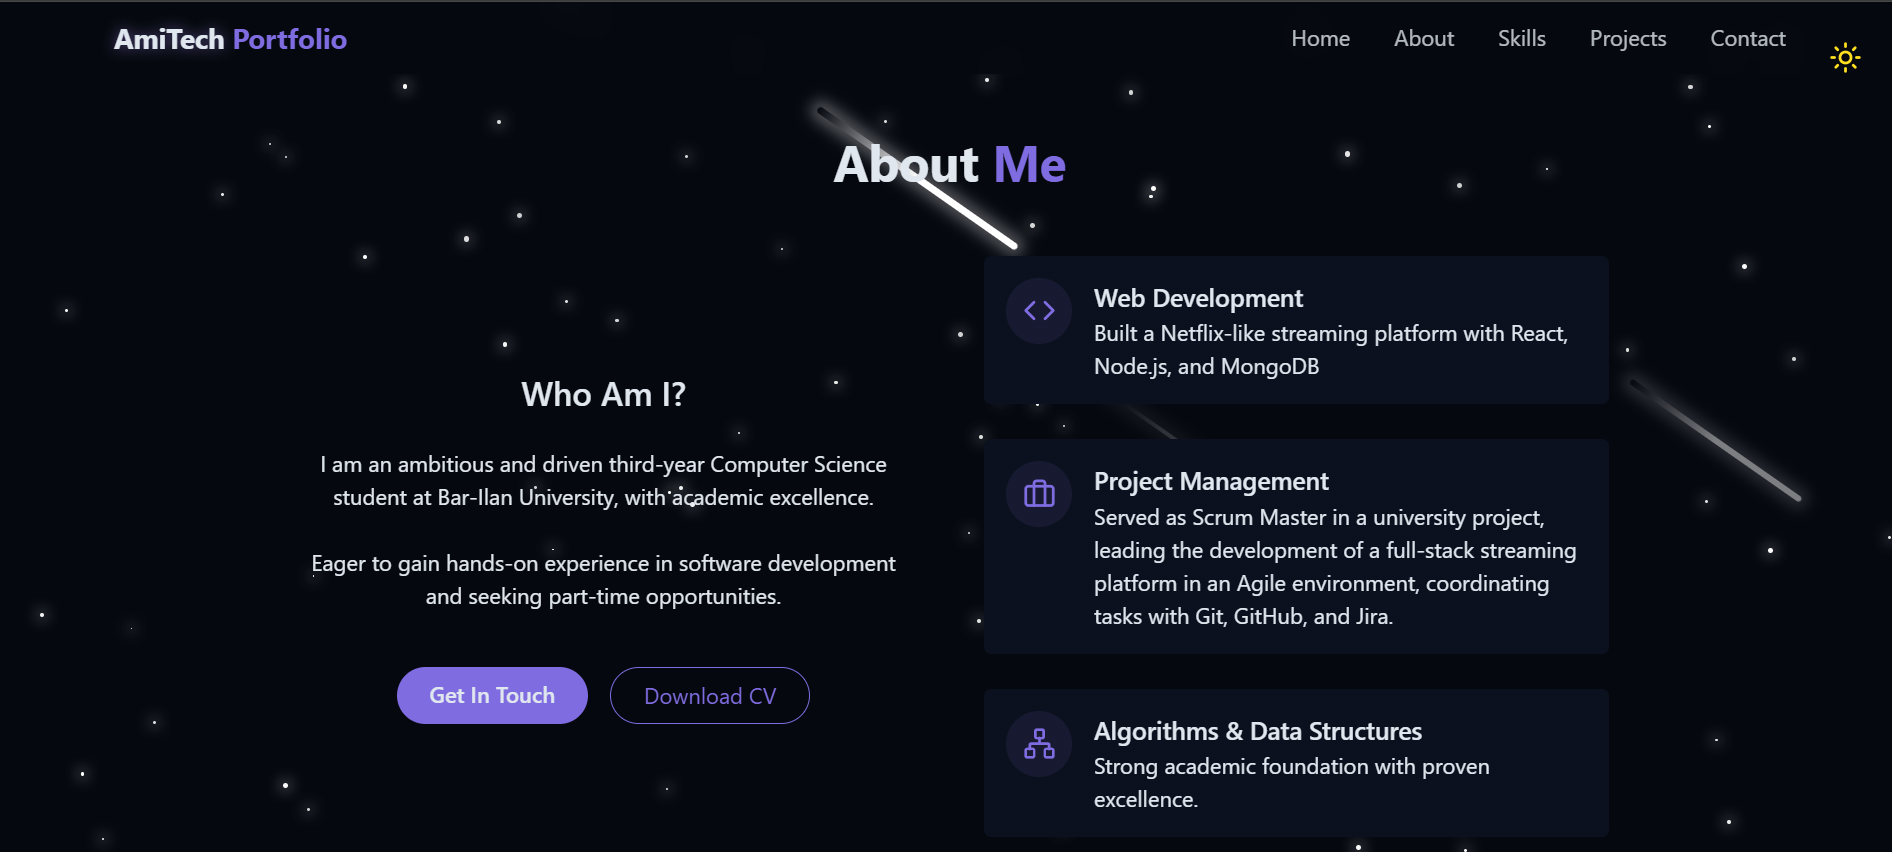 AmiTech Portfolio
Home About Skills Projects Contact
About Me
Who Am I?
I am an ambitious and driven third-year Computer Science
student at Bar-Ilan University, with academic excellence.
Eager to gain hands-on experience in software development
and seeking part-time opportunities.
Get In Touch Download CV
Web Development
Built a Netflix-like streaming platform with React,
Node.js, and MongoDB
Project Management
Served as Scrum Master in a university project,
leading the development of a full-stack streaming
platform in an Agile environment, coordinating
tasks with Git, GitHub, and Jira.
Algorithms & Data Structures
Strong academic foundation with proven
excellence.